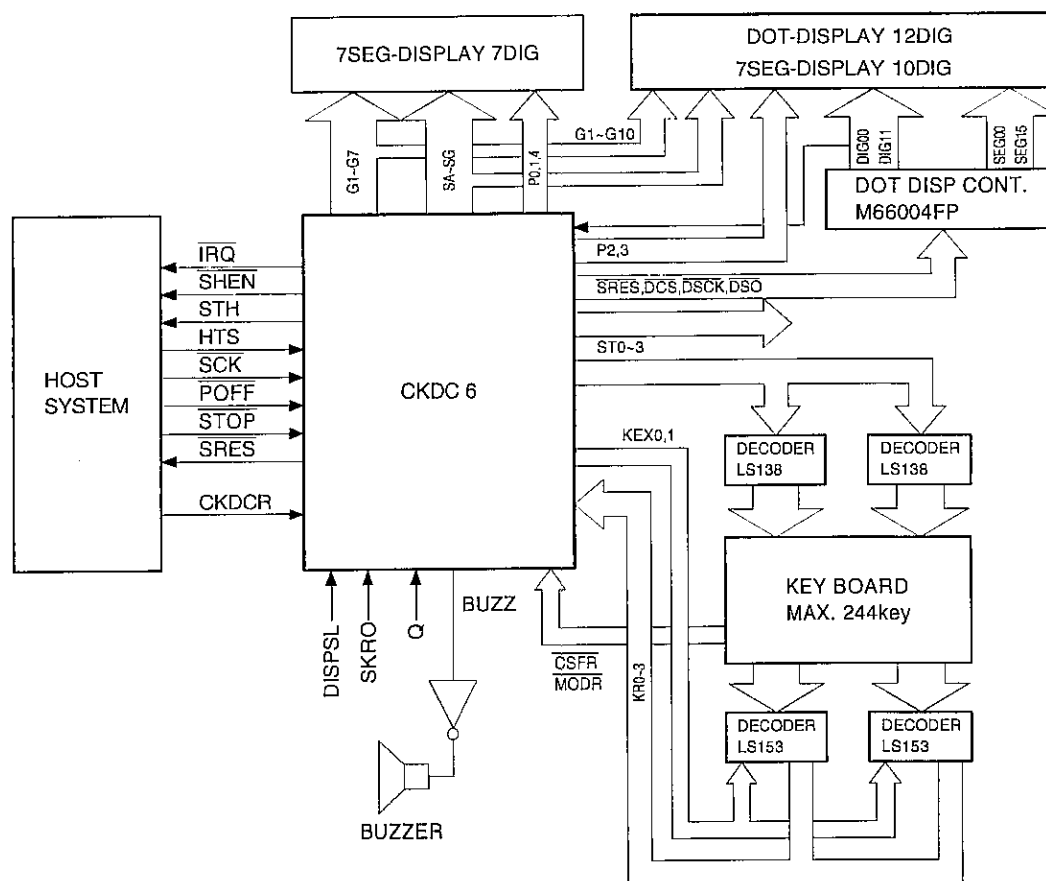 7SEG-DISPLAY 7DIG
DOT-DISPLAY 12DIG
7SEG-DISPLAY 10DIG
G1~G7
SA~SG
P0,1,4
G1~G10
DIG00
DIG11
SEG00
SEG15
DOT DISP CONT.
M66004FP
P2,3
SRES,DCS,DSCK,DSO
ST0~3
HOST
SYSTEM
IRQ
SHEN
STH
HTS
SCK
POFF
STOP
SRES
CKDCR
CKDC 6
KEX0,1
DECODER
LS138
DECODER
LS138
KEY BOARD
MAX. 244key
DISPSL
SKRO
Q
BUZZ
CSFR
MODR
KR0~3
DECODER
LS153
DECODER
LS153
BUZZER